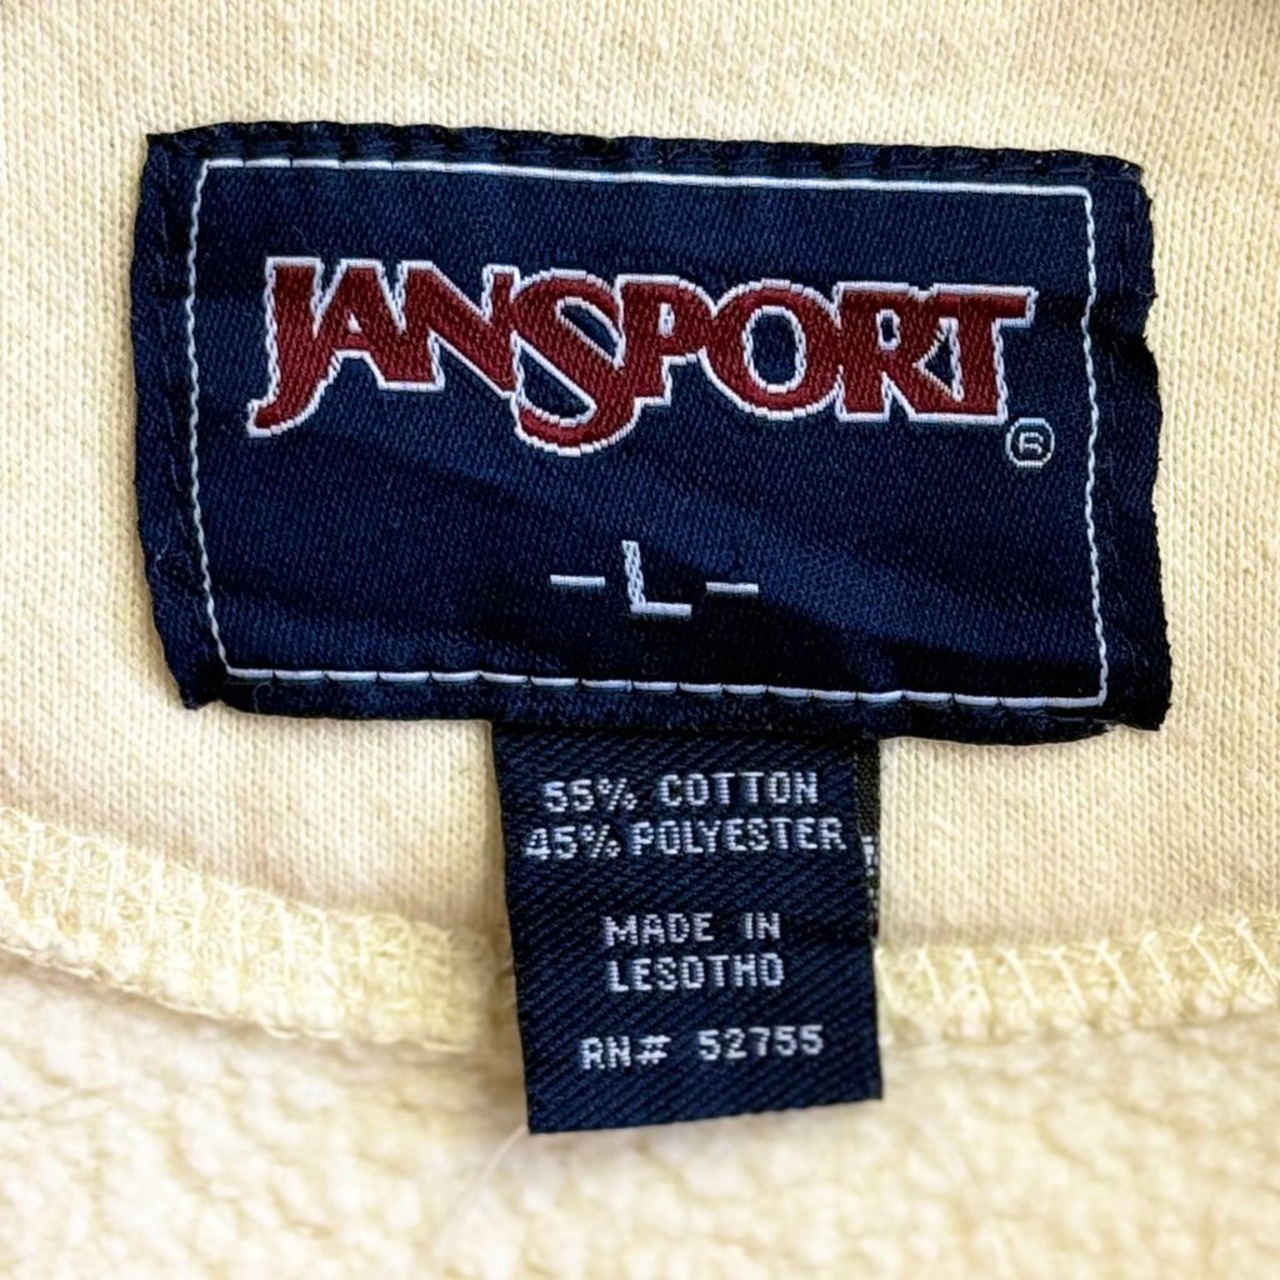 JANSPORT®
-L-
55% COTTON
45% POLYESTER
MADE IN
LESOTHO
RN# 52755